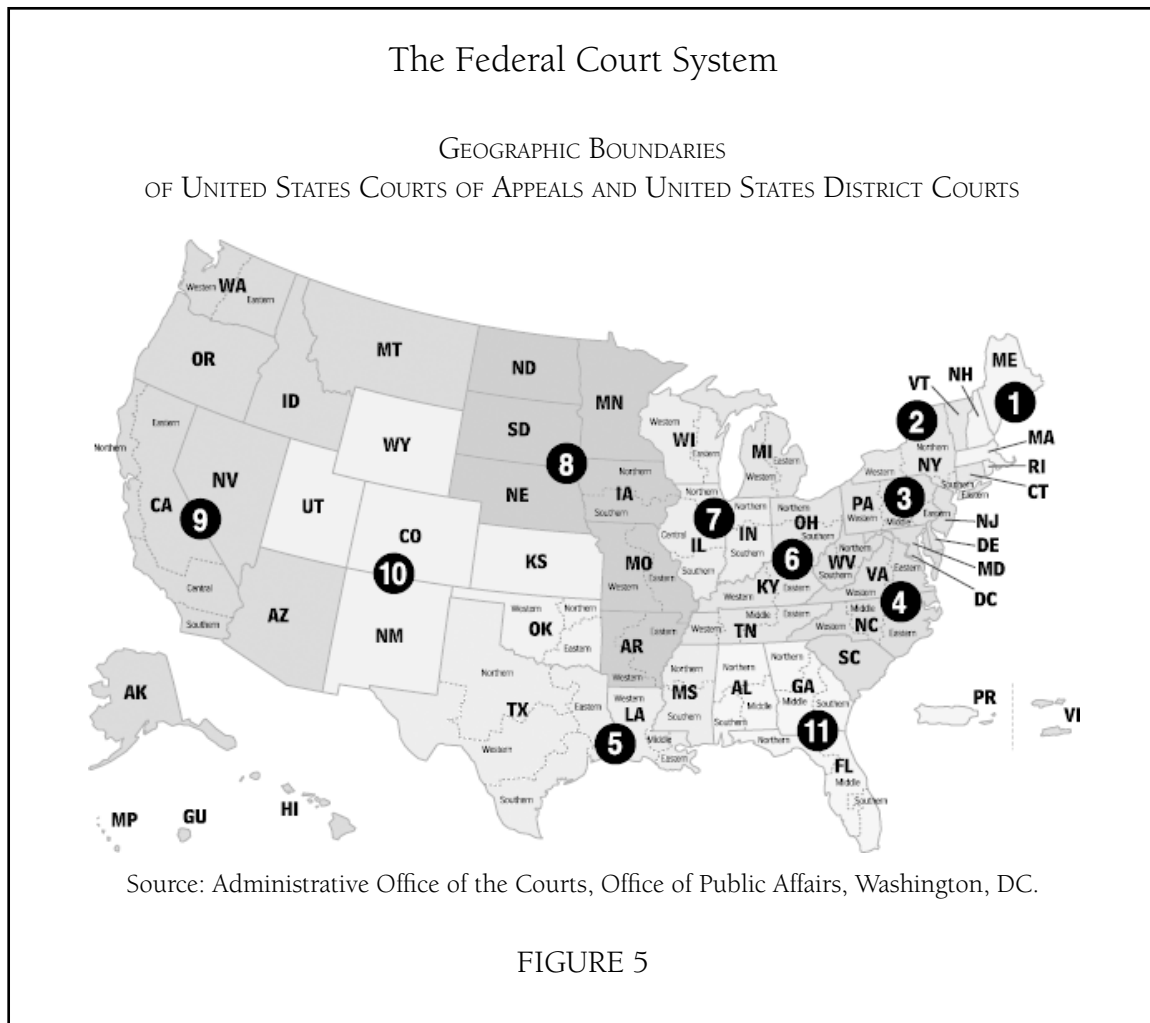 The Federal Court System
GEOGRAPHIC BOUNDARIES
OF UNITED STATES COURTS OF APPEALS AND UNITED STATES DISTRICT COURTS
WA
Western
Eastern
OR
MT
ID
ND
MN
SD
8
NE
WY
Northern
Eastern
NV
CA
9
Central
Southern
UT
CO
10
AZ
NM
KS
Western
Northern
OK
Eastern
Northern
IA
Southern
MO
Western
Eastern
AR
Eastern
Western
Northern
TX
Eastern
Western
Southern
Western
LA
5
Middle
Eastern
Northern
MS
Southern
Western
WI
Eastern
MI
Eastern
Western
Northern
7
Central
IL
Southern
Northern
IN
Southern
Northern
OH
Southern
6
KY
Western
Eastern
Western
Middle
Eastern
TN
Northern
AL
Middle
Southern
Northern
GA
Middle
Southern
11
Northern
FL
Middle
Southern
ME
1
VT
NH
2
Northern
Western
NY
Southern
Eastern
MA
RI
CT
PA
3
Western
Middle
Eastern
NJ
DE
MD
DC
Northern
WV
Southern
VA
Eastern
Western
4
Middle
Western
NC
Eastern
SC
AK
MP
GU
HI
PR
VI
Source: Administrative Office of the Courts, Office of Public Affairs, Washington, DC.
FIGURE 5